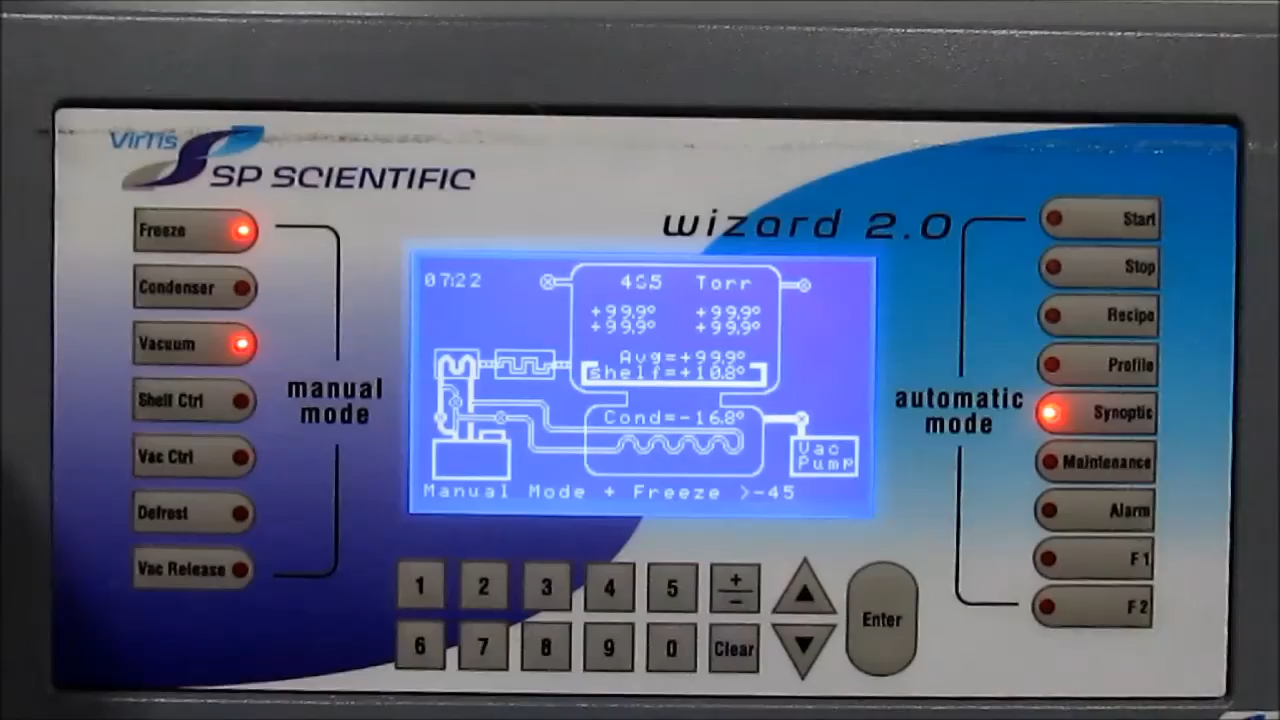 VirTis
SP SCIENTIFIC
wizard 2.0
Freeze
Condenser
Vacuum
Shelf Ctrl
Vac Ctrl
Defrost
Vac Release
manual
mode
07:22
Torr
+99.9° +99.9°
+99.9° +99.9°
Avg=+99.9°
shelf=+10.8°
Cond=-16.8°
Vac
Pump
Manual Mode + Freeze >-45
automatic
mode
Start
Stop
Recipe
Profile
Synoptic
Maintenance
Alarm
F1
F2
1 2 3 4 5 + −
6 7 8 9 0 Clear
Enter